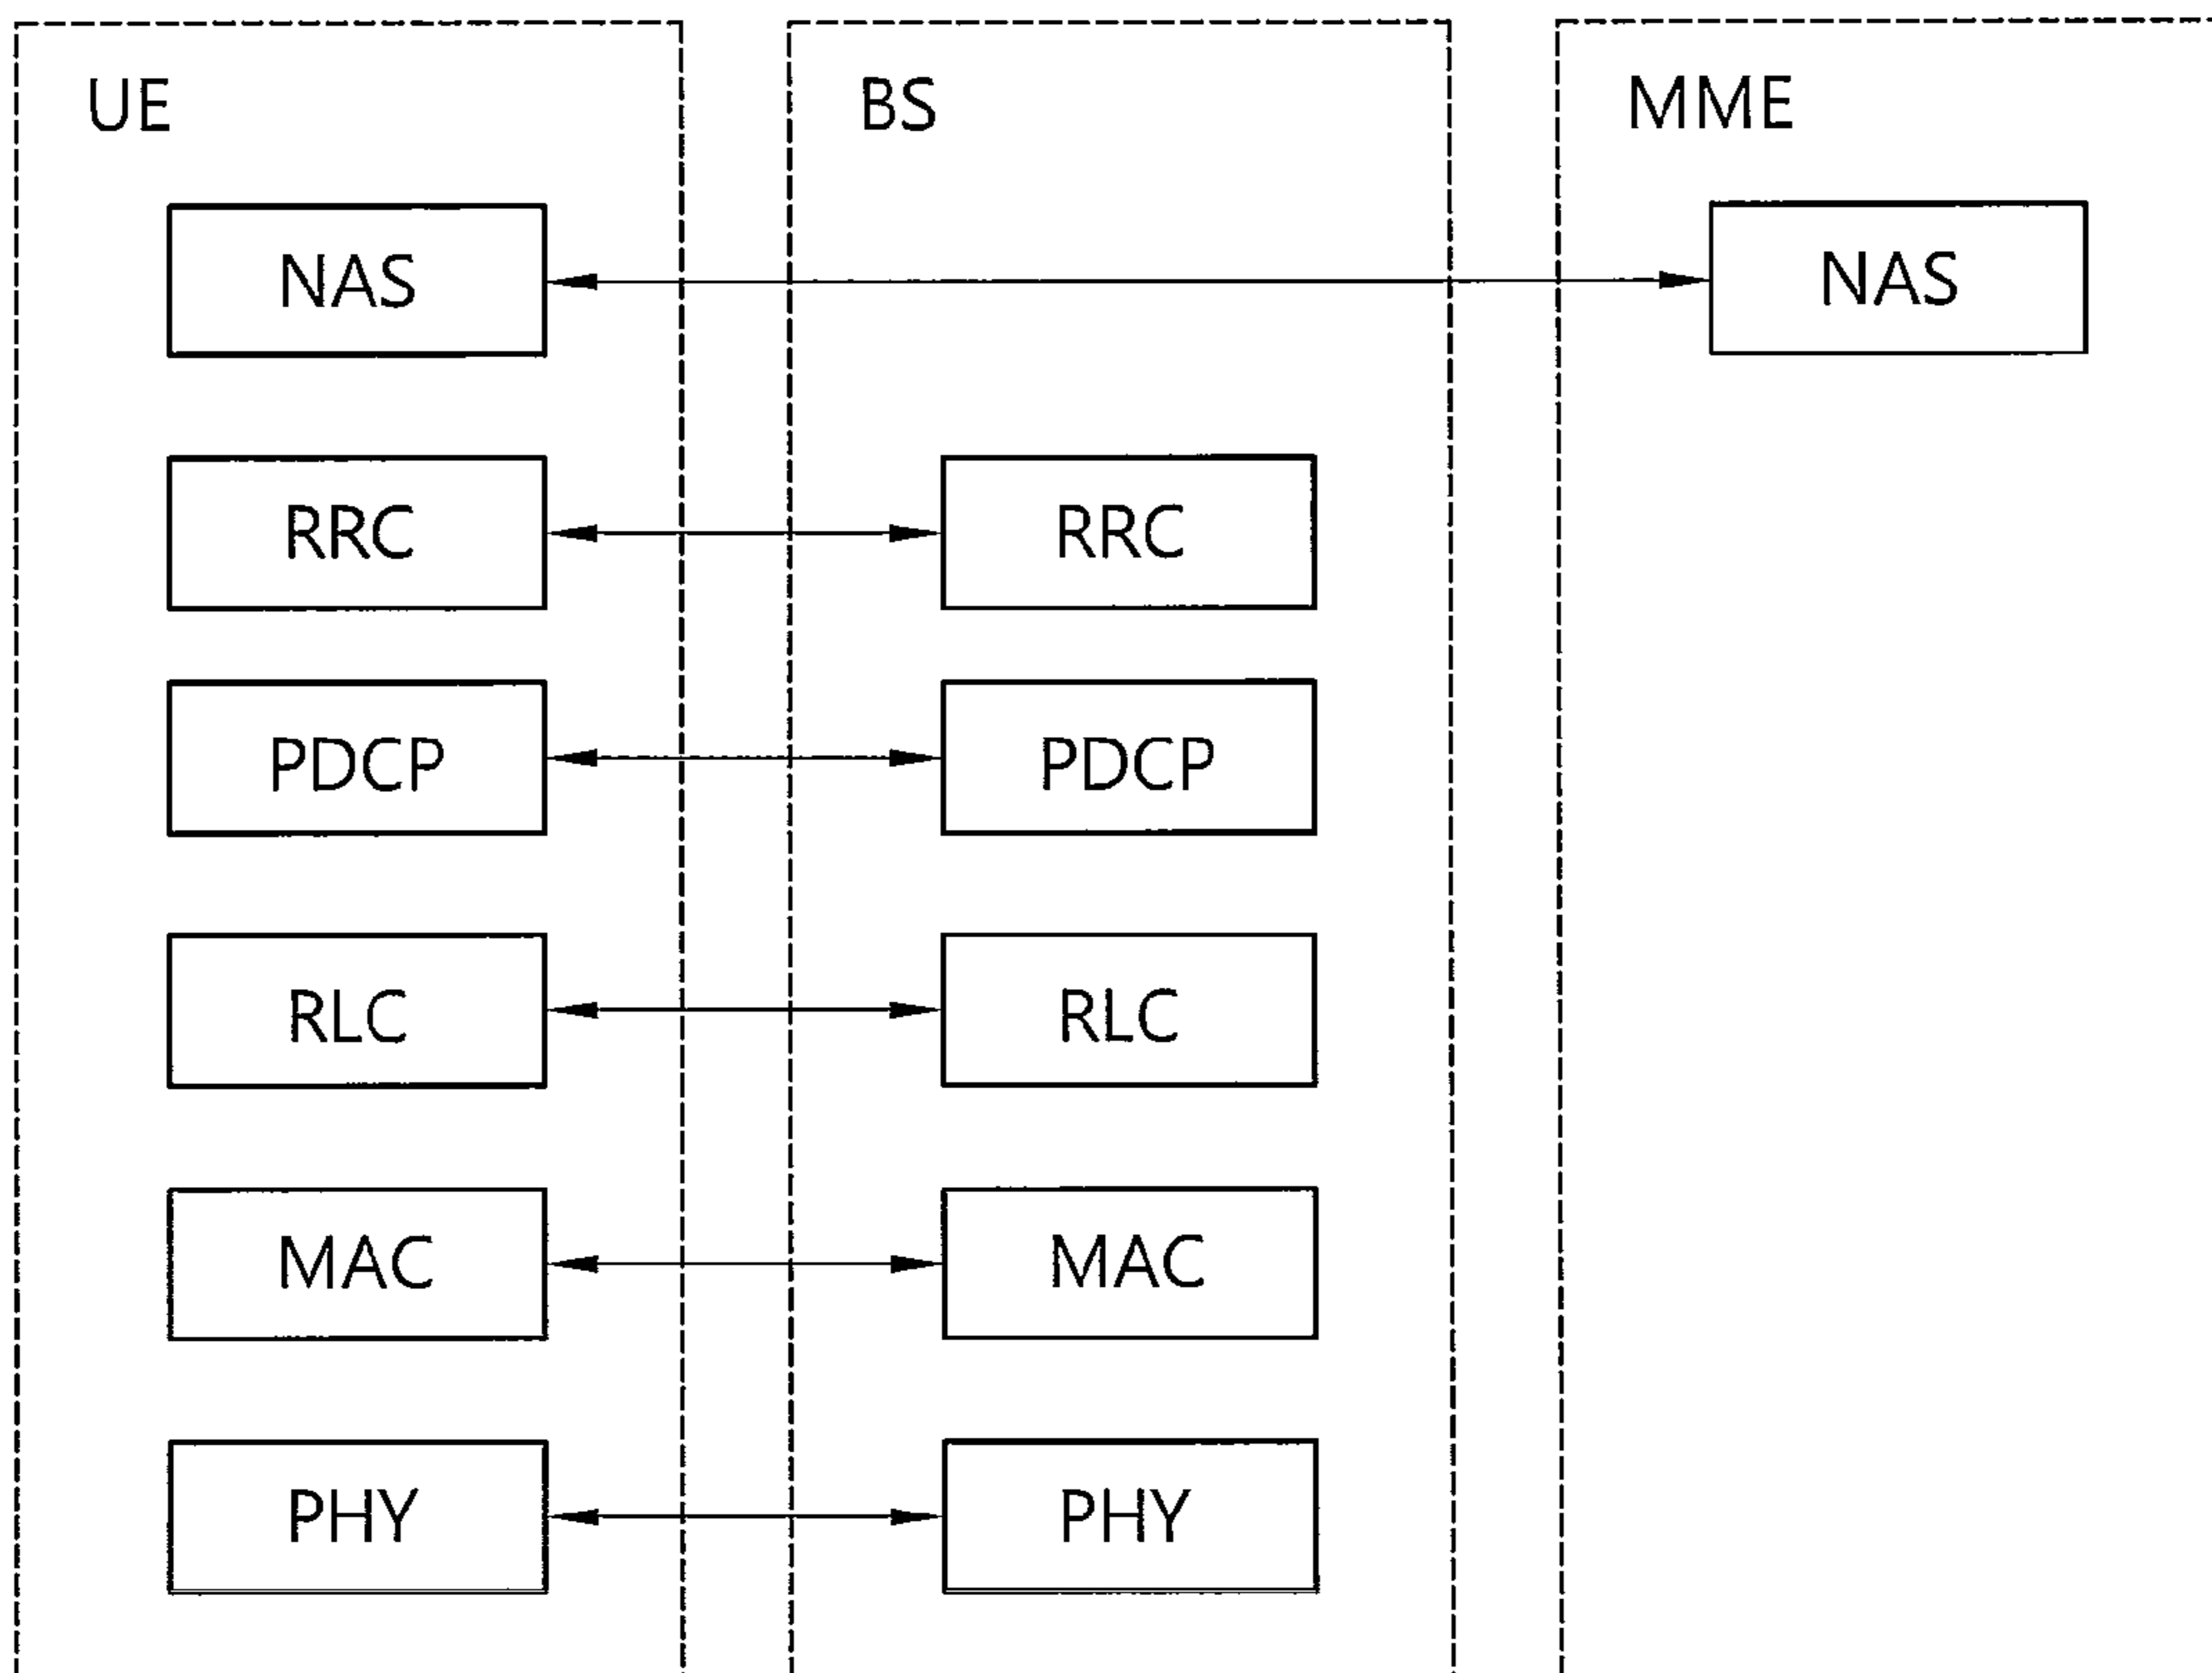 UE BS MME
NAS NAS
RRC RRC
PDCP PDCP
RLC RLC
MAC MAC
PHY PHY